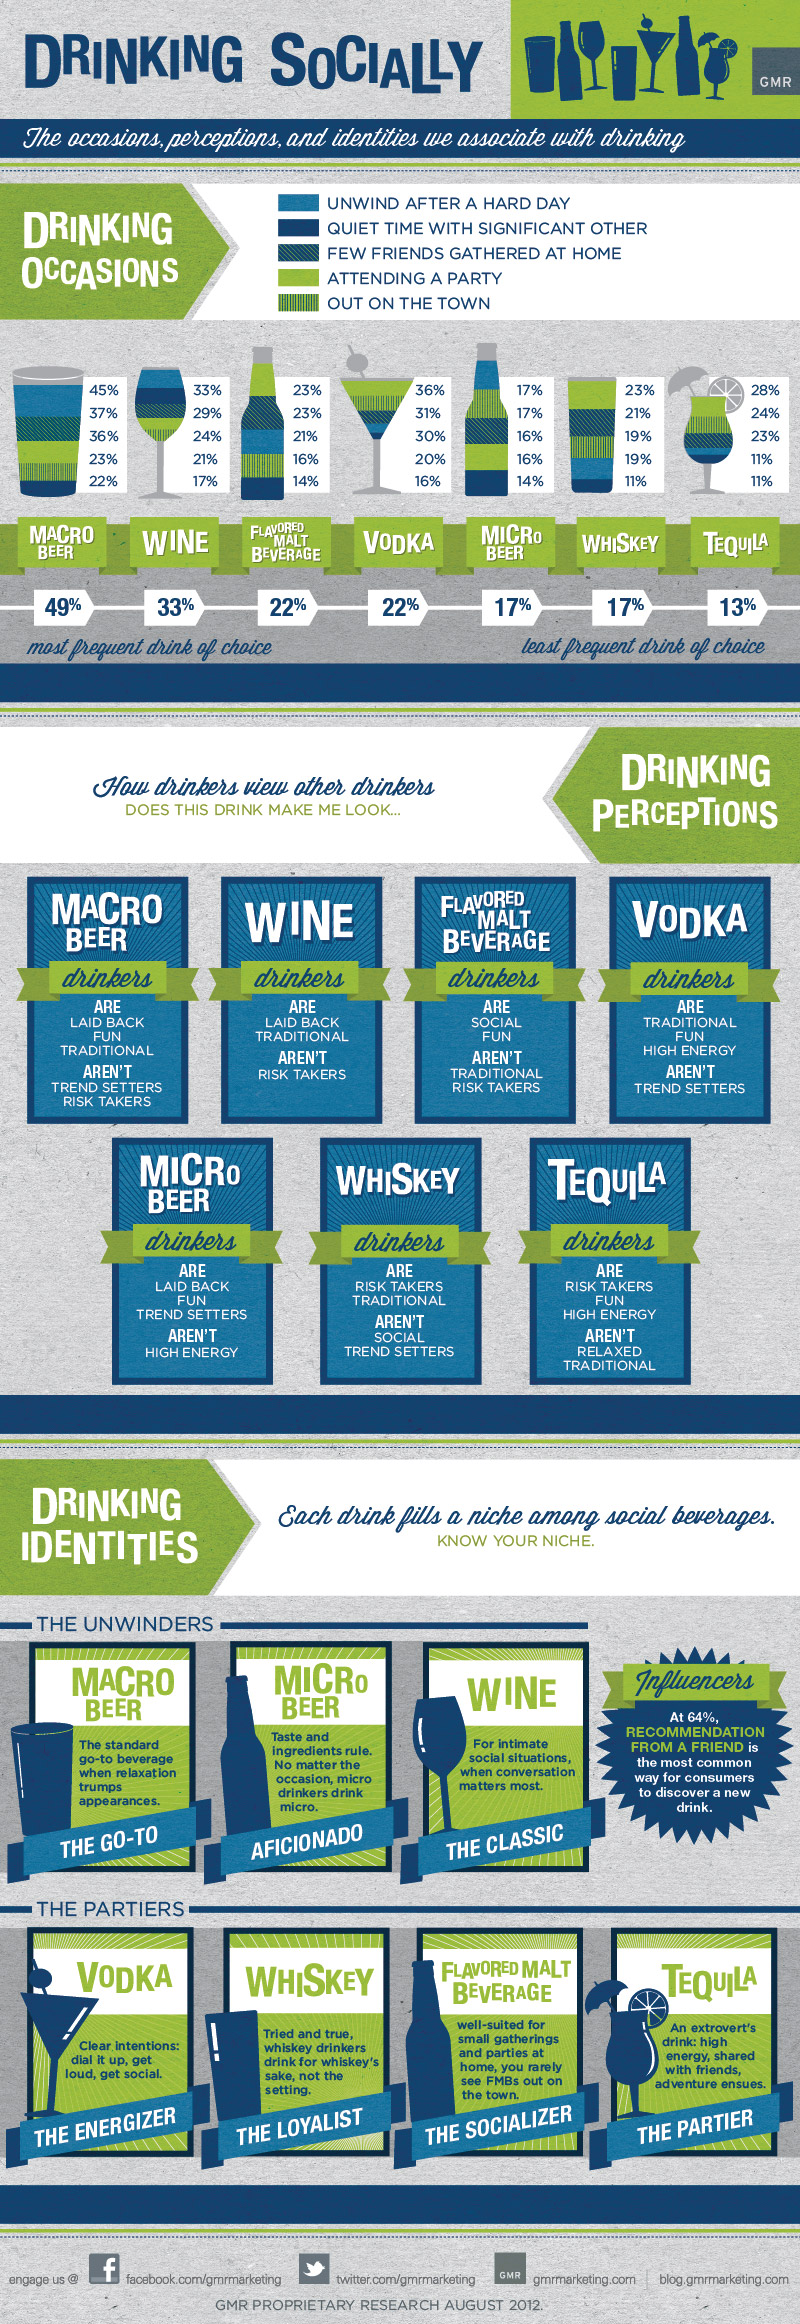 DRINKING SOCIALLY
GMR
The occasions, perceptions, and identities we associate with drinking
DRINKING
OCCASIONS
UNWIND AFTER A HARD DAY
QUIET TIME WITH SIGNIFICANT OTHER
FEW FRIENDS GATHERED AT HOME
ATTENDING A PARTY
OUT ON THE TOWN
45%
37%
36%
23%
22%
33%
29%
24%
21%
17%
23%
23%
21%
16%
14%
36%
31%
30%
20%
16%
17%
17%
16%
16%
14%
23%
21%
19%
19%
11%
28%
24%
23%
11%
11%
MACRO
BEER
WINE
FLAVORED
MALT
BEVERAGE
VODKA
MICRO
BEER
WHISKEY
TEQUILA
49%
33%
22%
22%
17%
17%
13%
most frequent drink of choice
least frequent drink of choice
How drinkers view other drinkers
DOES THIS DRINK MAKE ME LOOK...
DRINKING
PERCEPTIONS
MACRO
BEER
drinkers
ARE
LAID BACK
FUN
TRADITIONAL
AREN'T
TREND SETTERS
RISK TAKERS
WINE
drinkers
ARE
LAID BACK
TRADITIONAL
AREN'T
RISK TAKERS
FLAVORED
MALT
BEVERAGE
drinkers
ARE
SOCIAL
FUN
AREN'T
TRADITIONAL
RISK TAKERS
VODKA
drinkers
ARE
TRADITIONAL
FUN
HIGH ENERGY
AREN'T
TREND SETTERS
MICRO
BEER
drinkers
ARE
LAID BACK
FUN
TREND SETTERS
AREN'T
HIGH ENERGY
WHISKEY
drinkers
ARE
RISK TAKERS
TRADITIONAL
AREN'T
SOCIAL
TREND SETTERS
TEQUILA
drinkers
ARE
RISK TAKERS
FUN
HIGH ENERGY
AREN'T
RELAXED
TRADITIONAL
DRINKING
IDENTITIES
Each drink fills a niche among social beverages.
KNOW YOUR NICHE.
THE UNWINDERS
MACRO
BEER
The standard
go-to beverage
when relaxation
trumps
appearances.
THE GO-TO
MICRO
BEER
Taste and
ingredients rule.
No matter the
occasion, micro
drinkers drink
micro.
AFICIONADO
WINE
For intimate
social situations,
when conversation
matters most.
THE CLASSIC
Influencers
At 64%,
RECOMMENDATION
FROM A FRIEND is
the most common
way for consumers
to discover a new
drink.
THE PARTIERS
VODKA
Clear intentions:
dial it up, get
loud, get social.
THE ENERGIZER
WHISKEY
Tried and true,
whiskey drinkers
drink for whiskey's
sake, not the
setting.
THE LOYALIST
FLAVORED MALT
BEVERAGE
well-suited for
small gatherings
and parties at
home, you rarely
see FMBs out on
the town.
THE SOCIALIZER
TEQUILA
An extrovert's
drink: high
energy, shared
with friends,
adventure ensues.
THE PARTIER
engage us @ facebook.com/gmrmarketing twitter.com/gmrmarketing GMR gmrmarketing.com | blog.gmrmarketing.com
GMR PROPRIETARY RESEARCH AUGUST 2012.